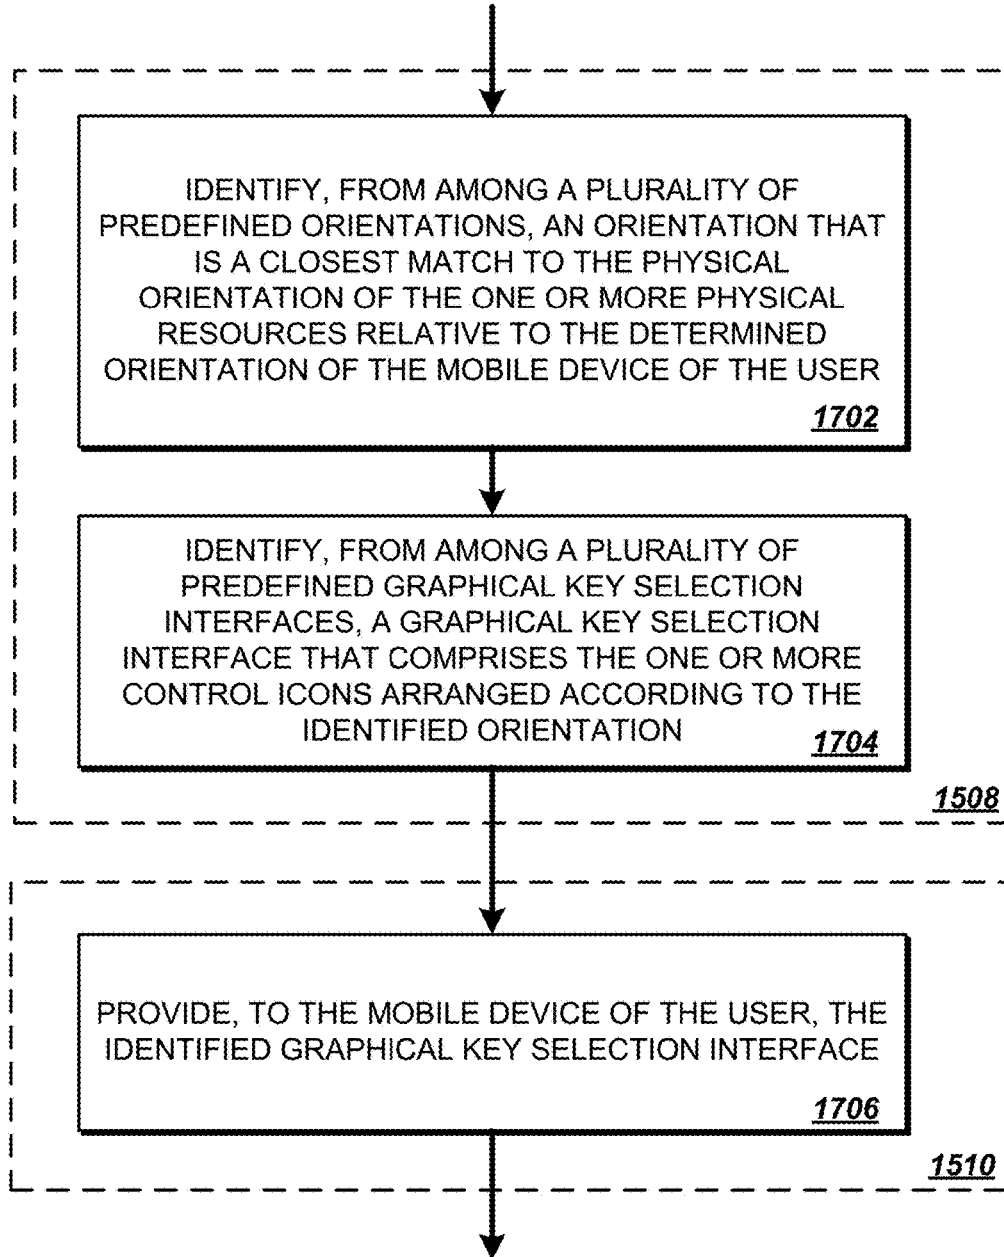 IDENTIFY, FROM AMONG A PLURALITY OF
PREDEFINED ORIENTATIONS, AN ORIENTATION THAT
IS A CLOSEST MATCH TO THE PHYSICAL
ORIENTATION OF THE ONE OR MORE PHYSICAL
RESOURCES RELATIVE TO THE DETERMINED
ORIENTATION OF THE MOBILE DEVICE OF THE USER
1702
IDENTIFY, FROM AMONG A PLURALITY OF
PREDEFINED GRAPHICAL KEY SELECTION
INTERFACES, A GRAPHICAL KEY SELECTION
INTERFACE THAT COMPRISES THE ONE OR MORE
CONTROL ICONS ARRANGED ACCORDING TO THE
IDENTIFIED ORIENTATION
1704
1508
PROVIDE, TO THE MOBILE DEVICE OF THE USER, THE
IDENTIFIED GRAPHICAL KEY SELECTION INTERFACE
1706
1510